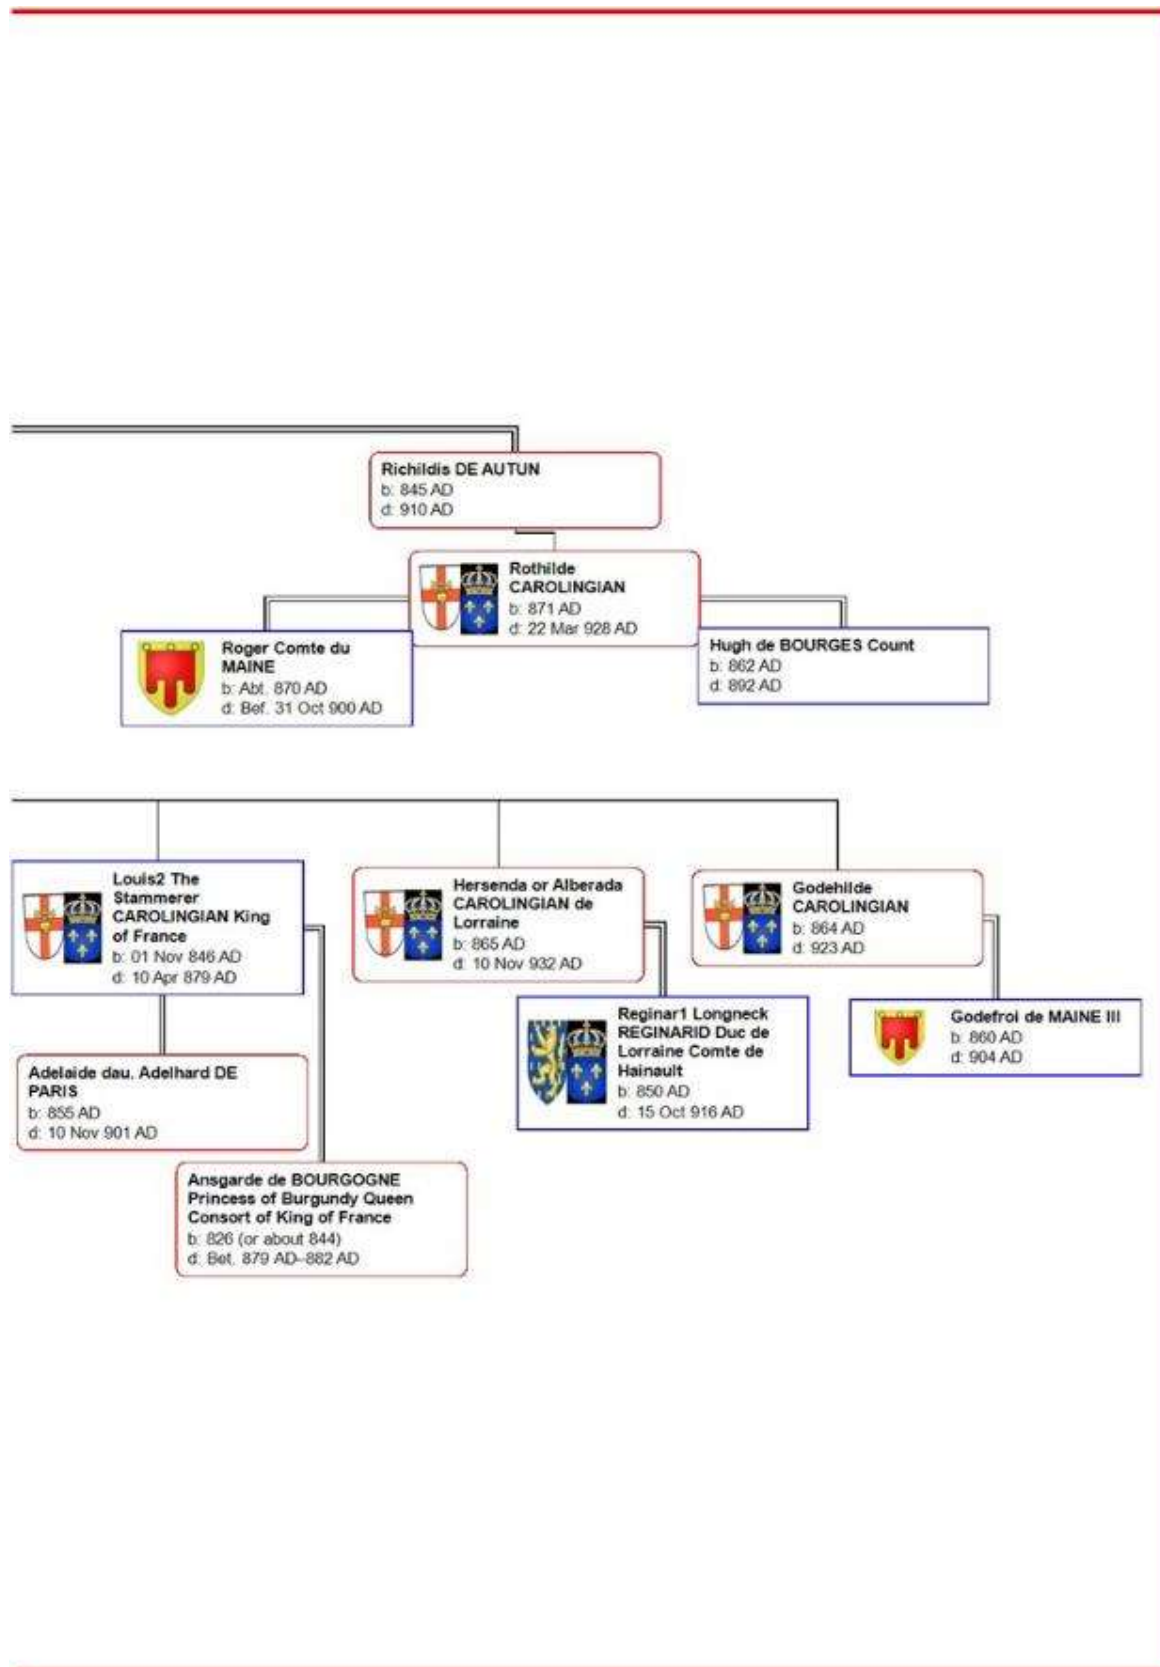 Richildis DE AUTUN
b: 845 AD
d: 910 AD
Rothilde
CAROLINGIAN
b: 871 AD
d: 22 Mar 928 AD
Roger Comte du
MAINE
b: Abt. 870 AD
d: Bef. 31 Oct 900 AD
Hugh de BOURGES Count
b: 862 AD
d: 892 AD
Louis2 The
Stammerer
CAROLINGIAN King
of France
b: 01 Nov 846 AD
d: 10 Apr 879 AD
Hersenda or Alberada
CAROLINGIAN de
Lorraine
b: 865 AD
d: 10 Nov 932 AD
Godehilde
CAROLINGIAN
b: 864 AD
d: 923 AD
Reginar1 Longneck
REGINARID Duc de
Lorraine Comte de
Hainault
b: 850 AD
d: 15 Oct 916 AD
Godefroi de MAINE III
b: 860 AD
d: 904 AD
Adelaide dau. Adelhard DE
PARIS
b: 855 AD
d: 10 Nov 901 AD
Ansgarde de BOURGOGNE
Princess of Burgundy Queen
Consort of King of France
b: 826 (or about 844)
d: Bet. 879 AD–882 AD